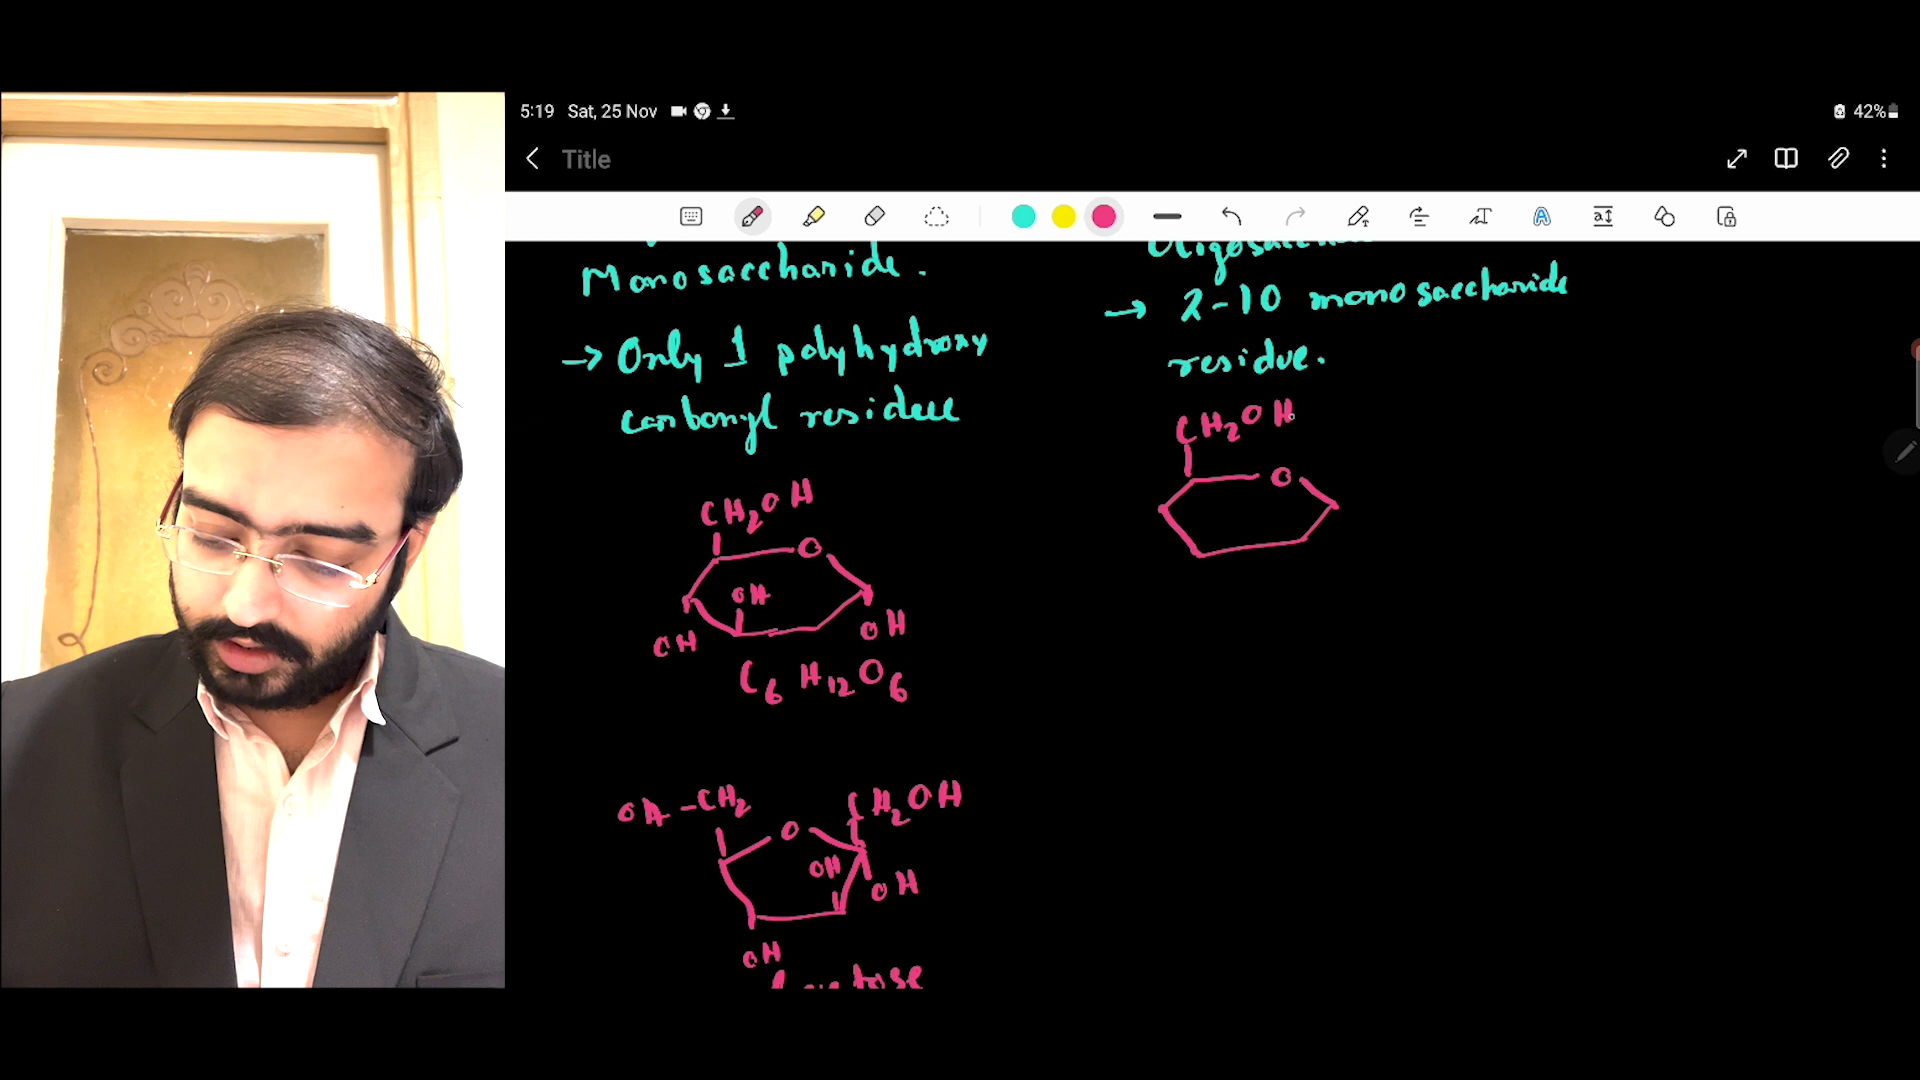 5:19 Sat, 25 Nov
42%
Title
Monosaccharide.
→ Only 1 polyhydroxy
carbonyl residue
CH2OH
O
OH
OH
OH
C6H12O6
OH-CH2
CH2OH
O
OH
OH
OH
→ 2-10 monosaccharide
residue.
CH2OH
O